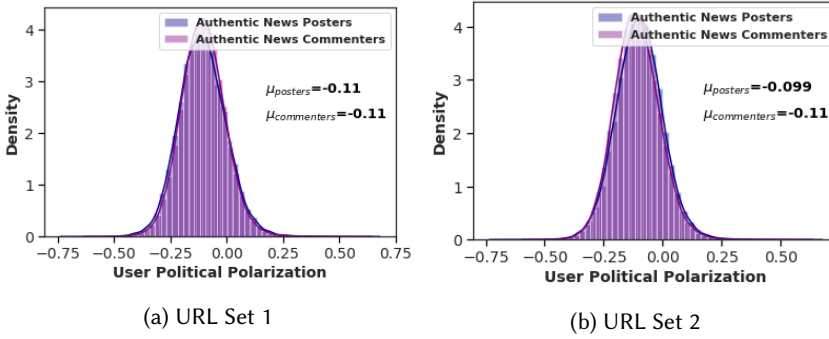 Authentic News Posters
Authentic News Commenters
μposters=-0.11
μcommenters=-0.11
Density
4
3
2
1
0
−0.75 −0.50 −0.25 0.00 0.25 0.50 0.75
User Political Polarization
(a) URL Set 1
Authentic News Posters
Authentic News Commenters
μposters=-0.099
μcommenters=-0.11
Density
4
3
2
1
0
−0.75 −0.50 −0.25 0.00 0.25 0.50
User Political Polarization
(b) URL Set 2